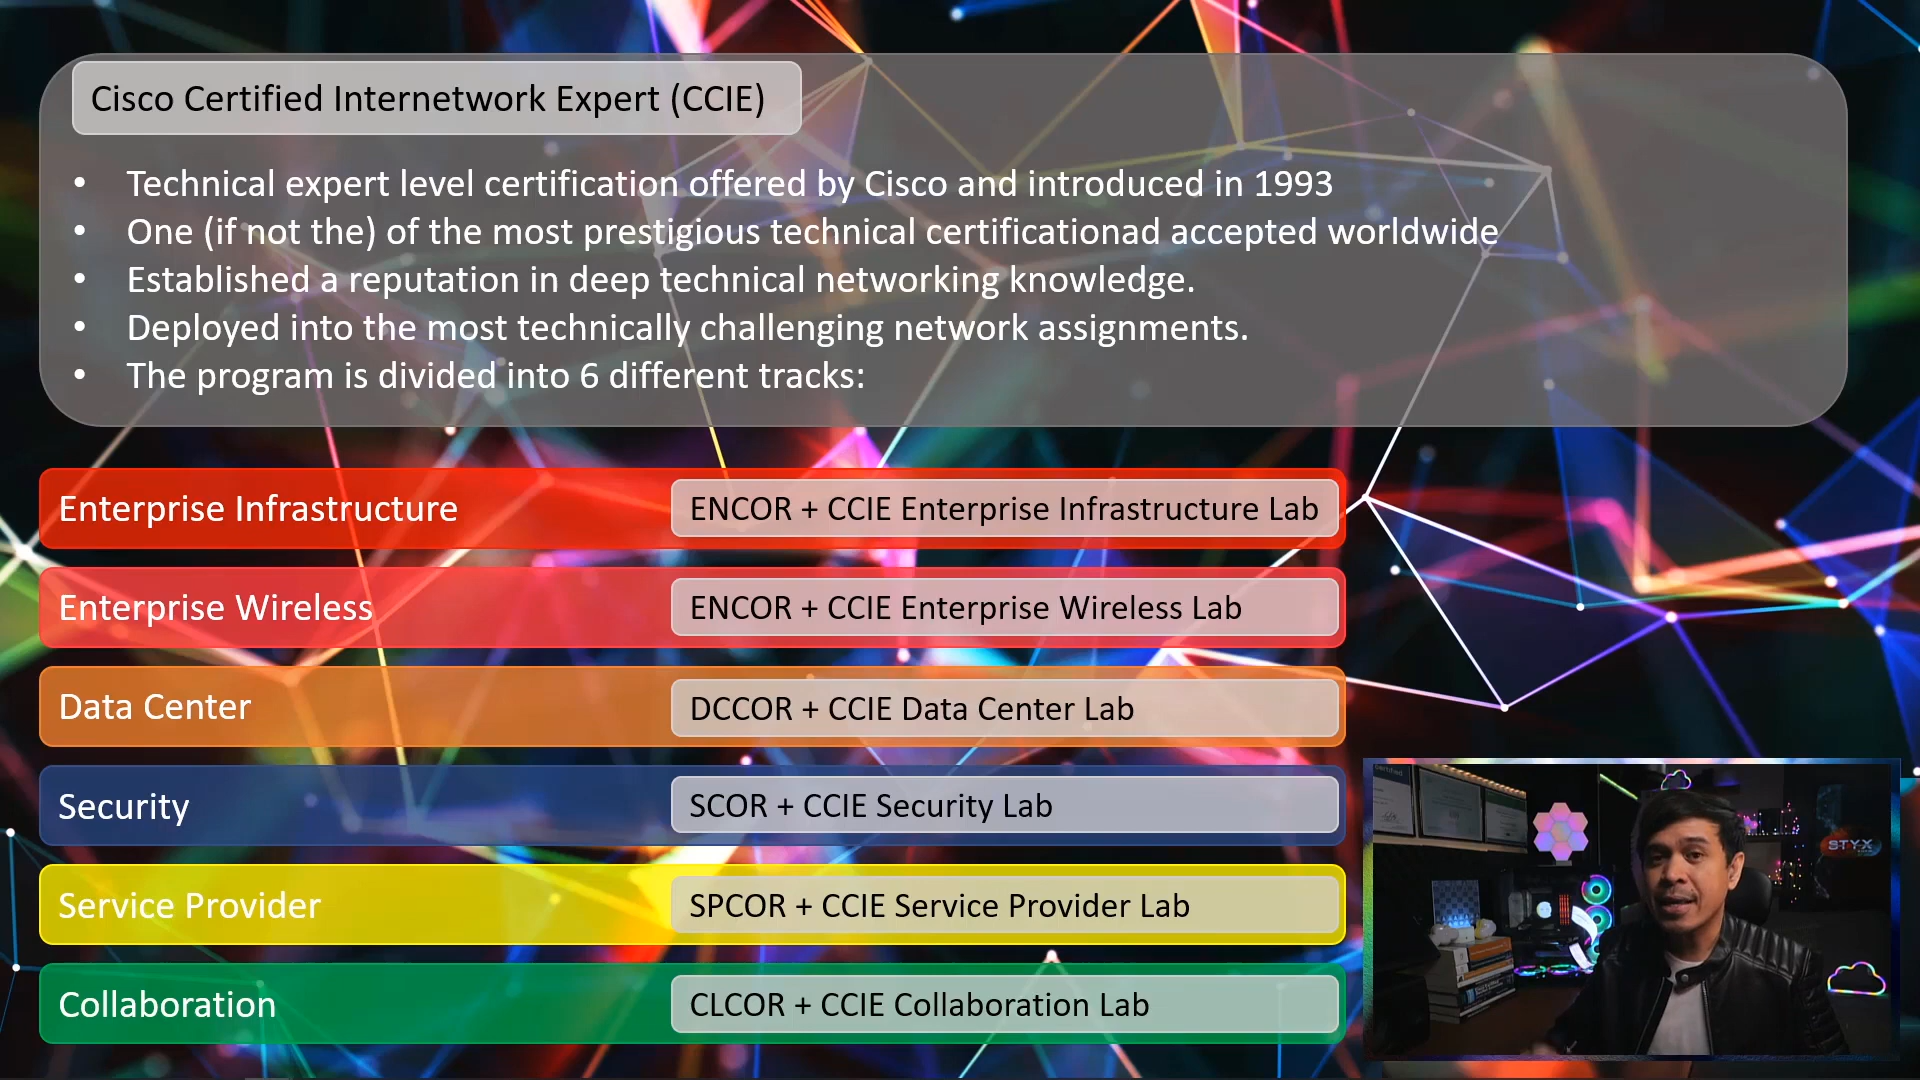 Cisco Certified Internetwork Expert (CCIE)
• Technical expert level certification offered by Cisco and introduced in 1993
• One (if not the) of the most prestigious technical certificationad accepted worldwide
• Established a reputation in deep technical networking knowledge.
• Deployed into the most technically challenging network assignments.
• The program is divided into 6 different tracks:
Enterprise Infrastructure ENCOR + CCIE Enterprise Infrastructure Lab
Enterprise Wireless ENCOR + CCIE Enterprise Wireless Lab
Data Center DCCOR + CCIE Data Center Lab
Security SCOR + CCIE Security Lab
Service Provider SPCOR + CCIE Service Provider Lab
Collaboration CLCOR + CCIE Collaboration Lab
STYX